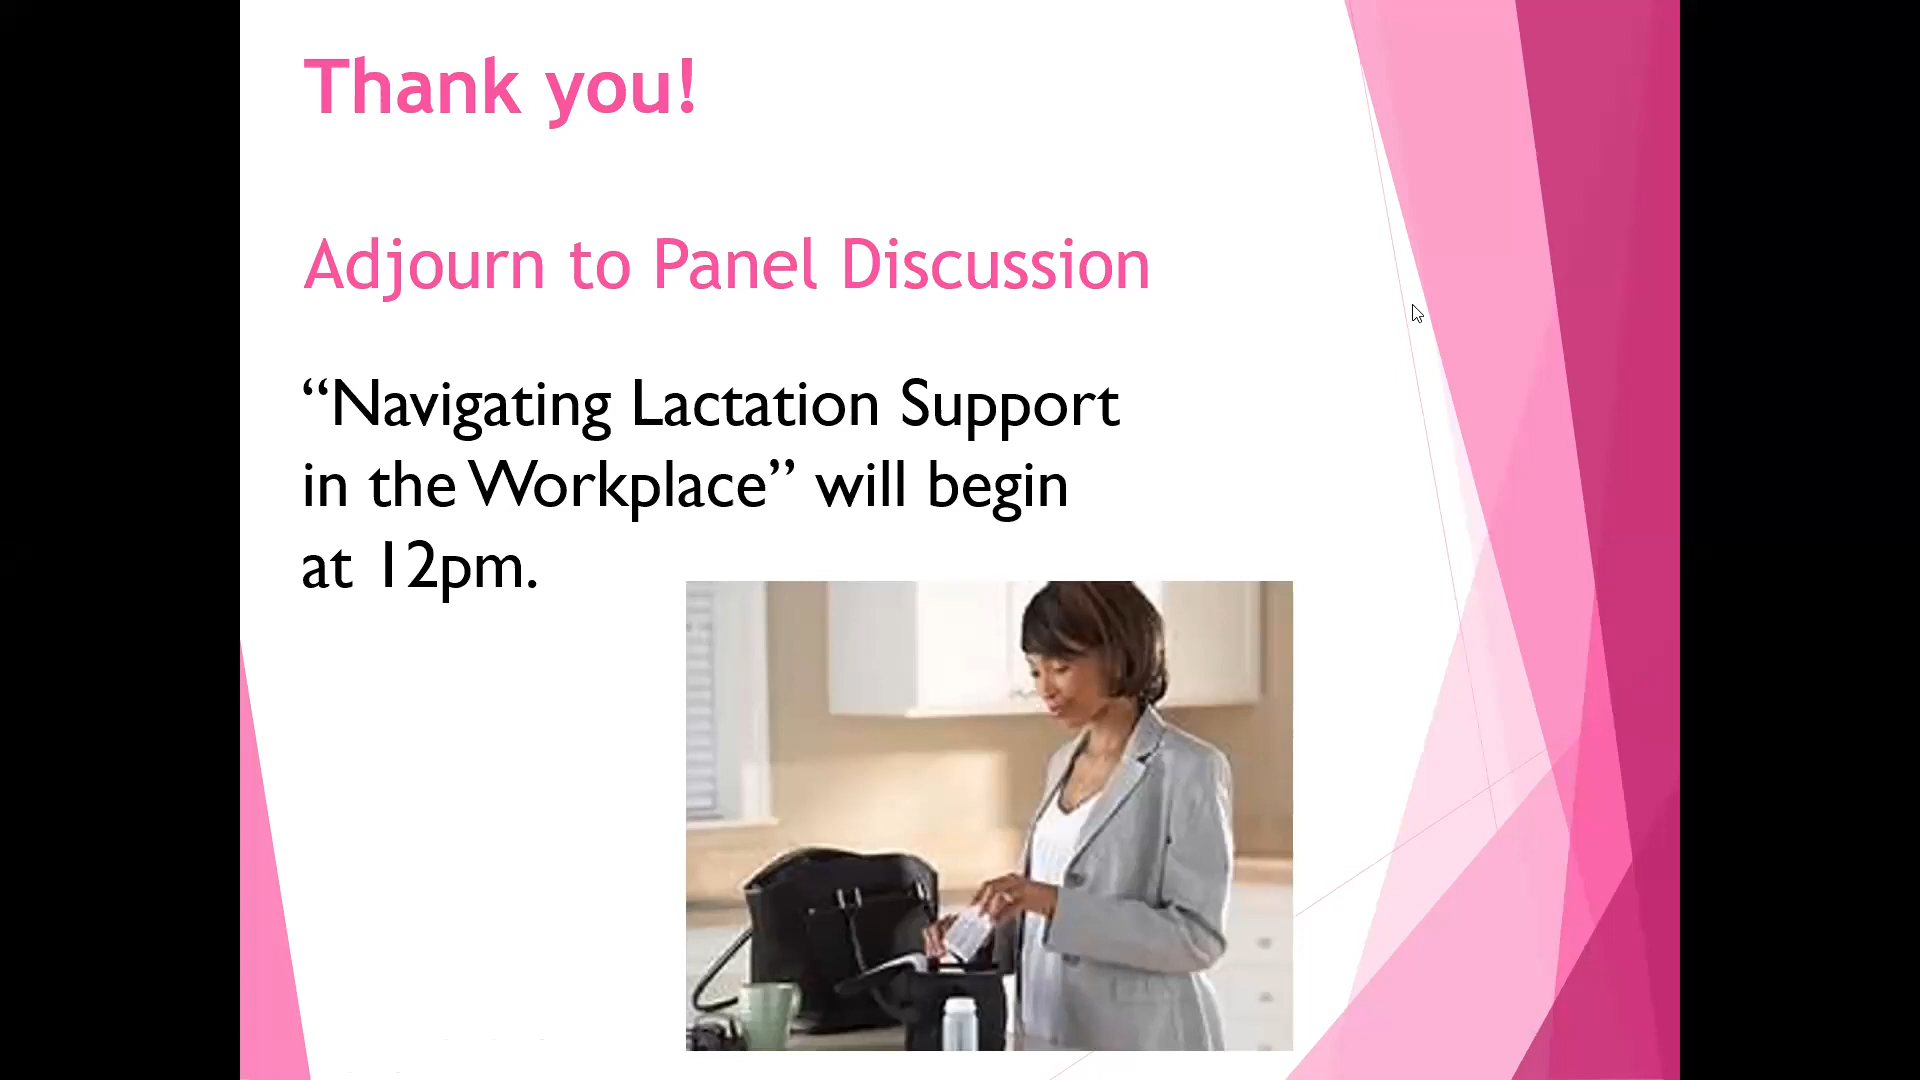 Thank you!
Adjourn to Panel Discussion
“Navigating Lactation Support
in the Workplace” will begin
at 12pm.